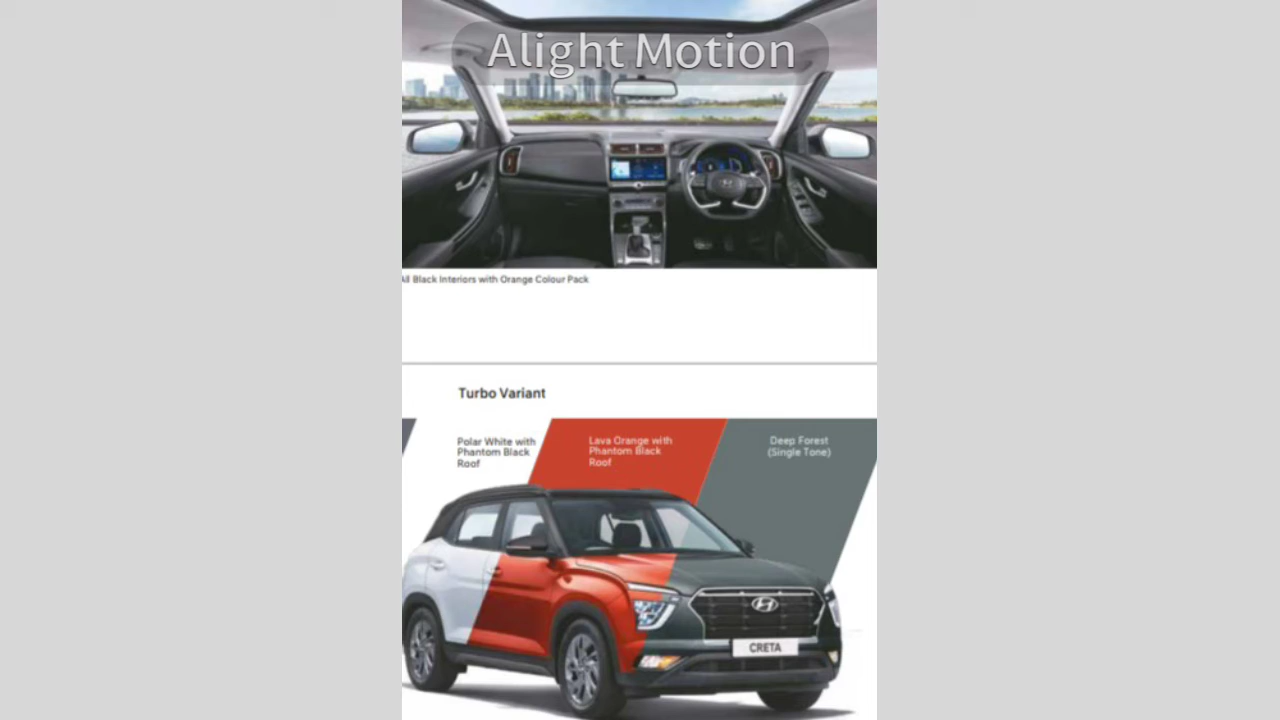 Alight Motion
All Black Interiors with Orange Colour Pack
Turbo Variant
Polar White with
Phantom Black
Roof
Lava Orange with
Phantom Black
Roof
Deep Forest
(Single Tone)
CRETA